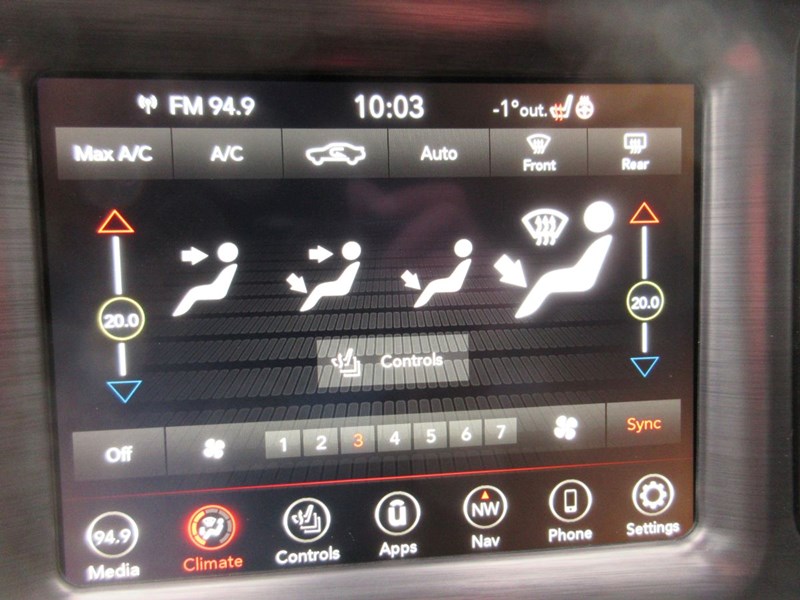 FM 94.9 10:03 -1°out.
Max A/C A/C Auto Front Rear
20.0 20.0
Controls
Off 1 2 3 4 5 6 7 Sync
94.9 NW
Media Climate Controls Apps Nav Phone Settings